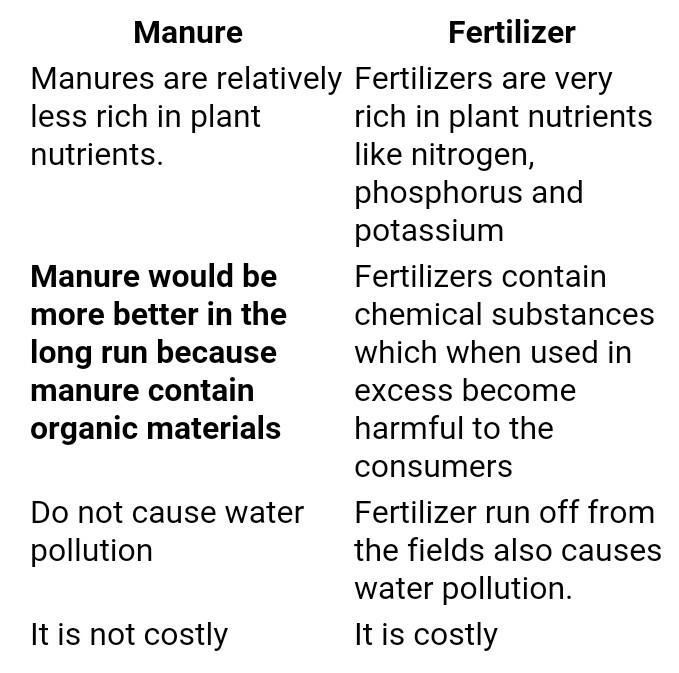 Manure Fertilizer
Manures are relatively
less rich in plant
nutrients.
Fertilizers are very
rich in plant nutrients
like nitrogen,
phosphorus and
potassium
Manure would be
more better in the
long run because
manure contain
organic materials
Fertilizers contain
chemical substances
which when used in
excess become
harmful to the
consumers
Do not cause water
pollution
Fertilizer run off from
the fields also causes
water pollution.
It is not costly
It is costly